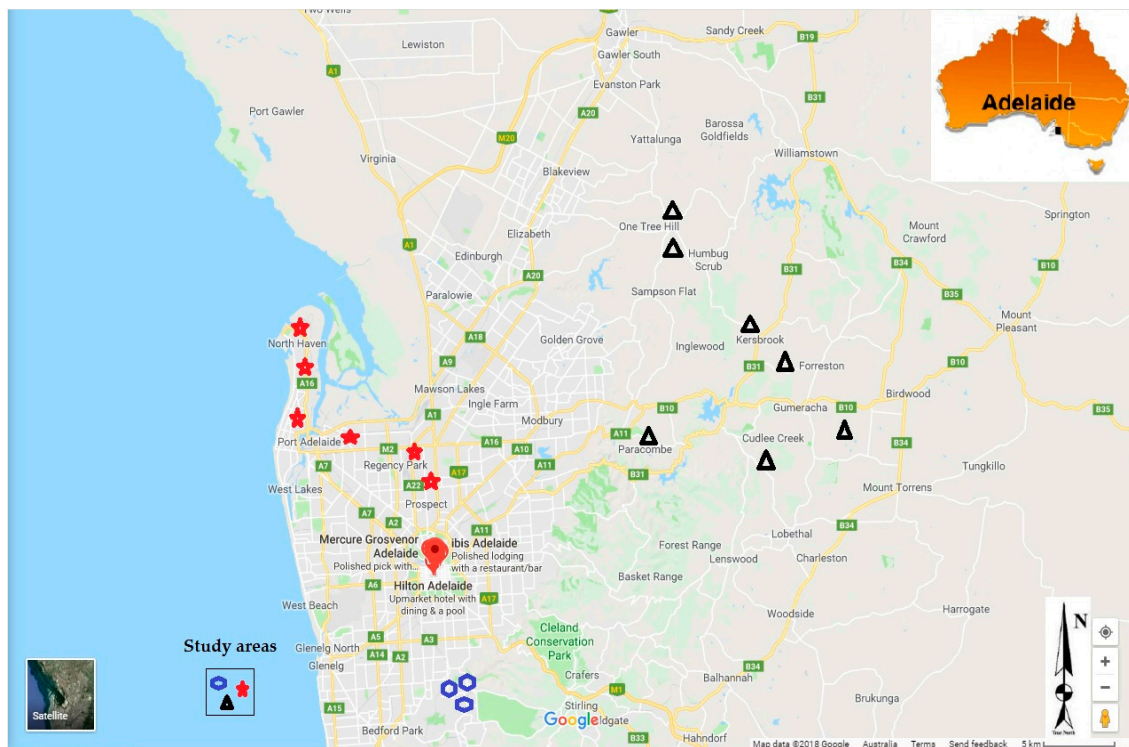 Two Wells
Gawler
Sandy Creek
B19
Lewiston
Gawler South
A1
Evanston Park
B31
Adelaide
Port Gawler
A20
Barossa
Goldfields
Yattalunga
M20
Williamstown
Virginia
Blakeview
Springton
One Tree Hill
Mount
Crawford
Elizabeth
A1
Humbug
Scrub
Edinburgh
B34
B10
A20
B31
Sampson Flat
B35
Paralowie
Mount
Pleasant
North Haven
A18
Golden Grove
Inglewood
Kersbrook
A9
B10
B31
Forreston
A16
Mawson Lakes
Birdwood
Ingle Farm
A1
Modbury
B10
Gumeracha
B10
B35
Port Adelaide
M2
A16
A10
A11
Paracombe
Cudlee Creek
B34
A7
Regency Park
A17
A11
B31
Tungkillo
West Lakes
A22
Mount Torrens
Prospect
A7
A2
A11
Lobethal
B34
Mercure Grosvenor
Adelaide
Polished pick with...
ibis Adelaide
Polished lodging
with a restaurant/bar
Forest Range
Lenswood
Charleston
Hilton Adelaide
Upmarket hotel with
dining & a pool
A6
A17
Basket Range
West Beach
Woodside
Harrogate
N
Study areas
Glenelg North
A5
A3
Cleland
Conservation
Park
Glenelg
A14
A2
Crafers
B34
Balhannah
M1
Brukunga
Satellite
A15
Stirling
Google
ldgate
Bedford Park
B33
Hahndorf
True North
Map data ©2018 Google
Australia
Terms
Send feedback
5 km